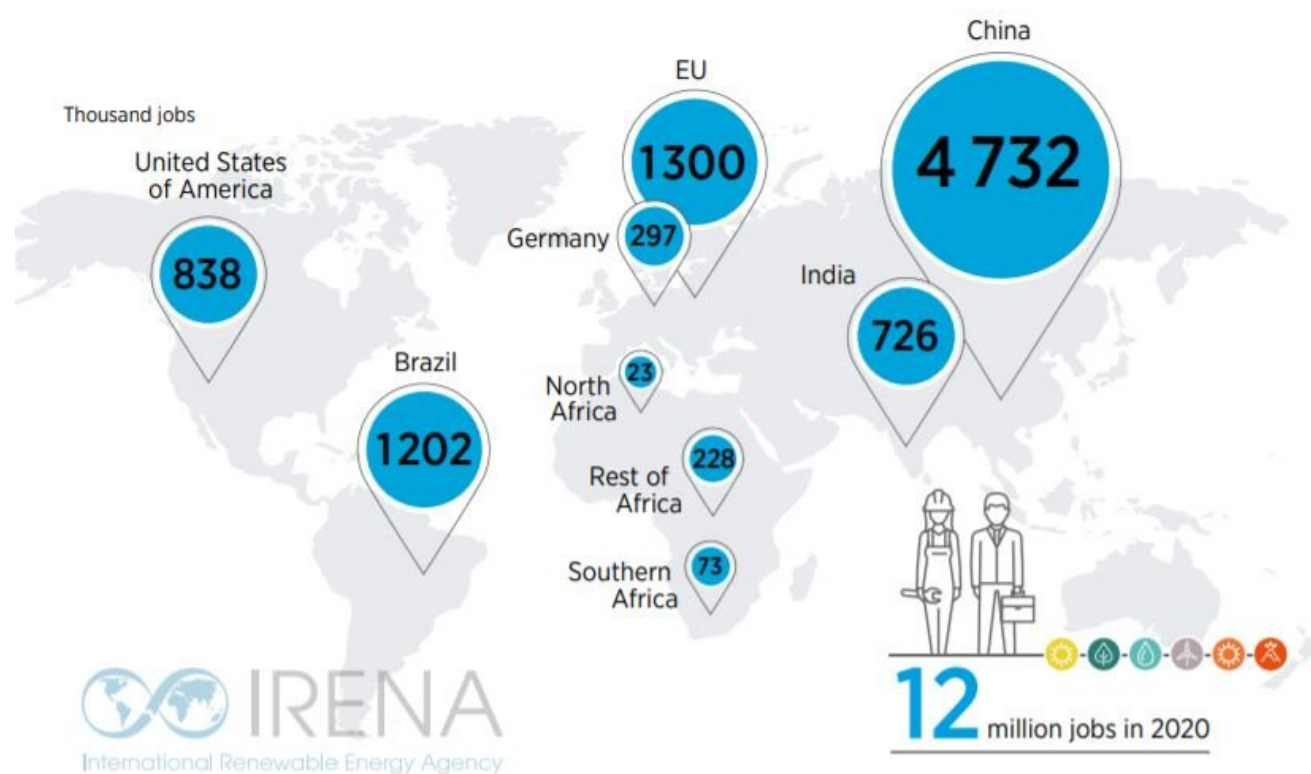 China
4 732
EU
1300
Thousand jobs
United States
of America
838
Germany
297
India
726
Brazil
1202
North
Africa
23
Rest of
Africa
228
Southern
Africa
73
IRENA
International Renewable Energy Agency
12 million jobs in 2020